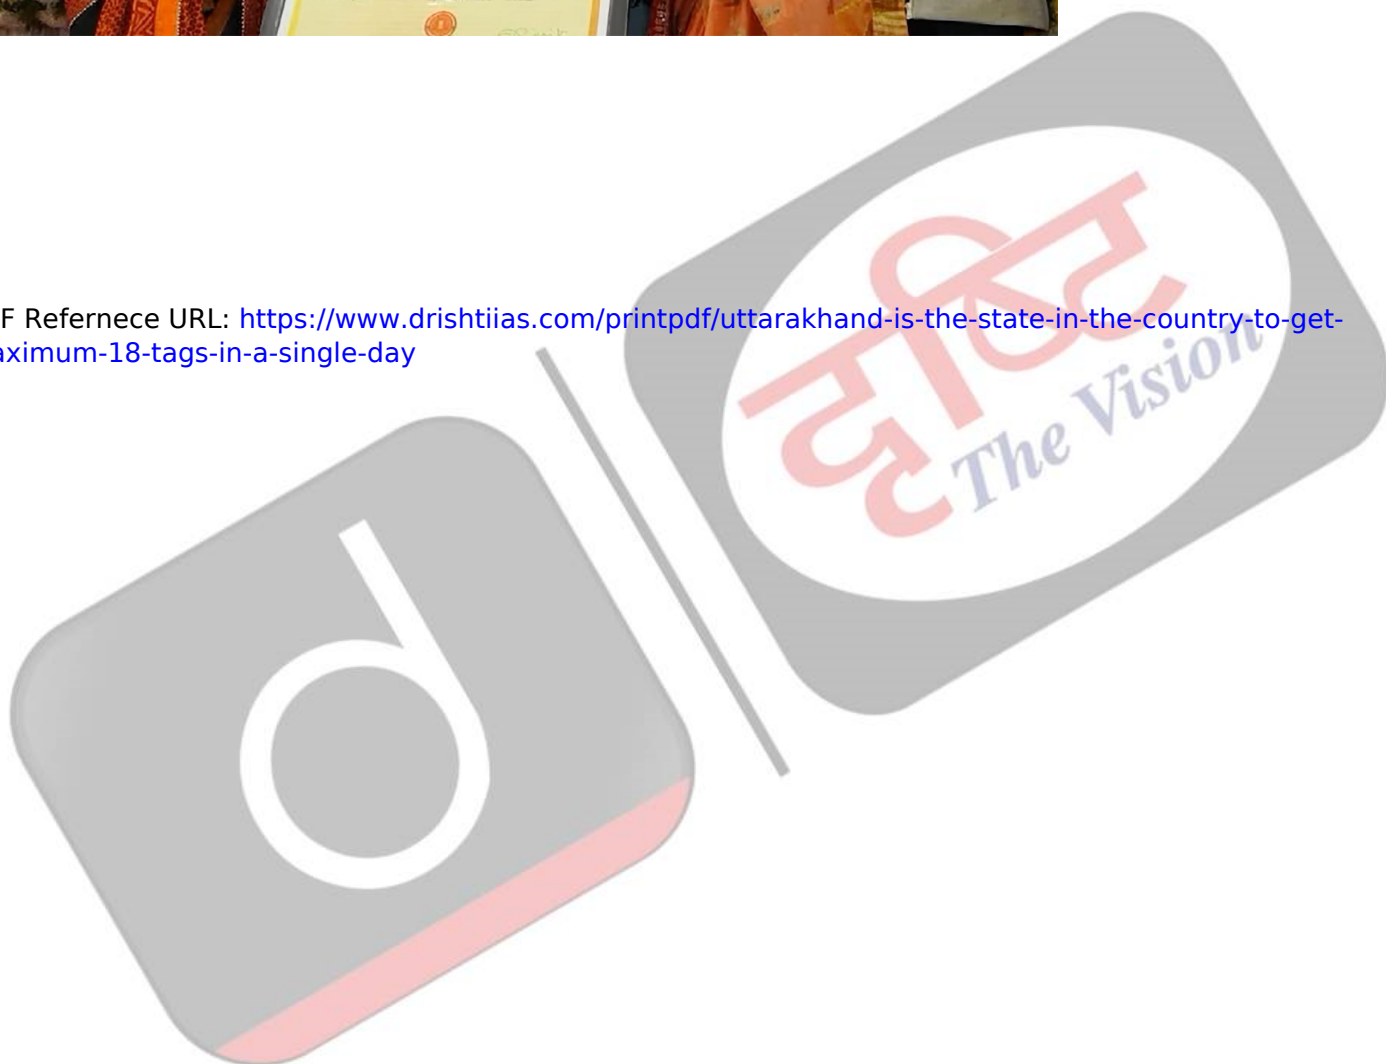 F Refernece URL: https://www.drishtiias.com/printpdf/uttarakhand-is-the-state-in-the-country-to-get-
aximum-18-tags-in-a-single-day
दृष्टि
The Vision
d